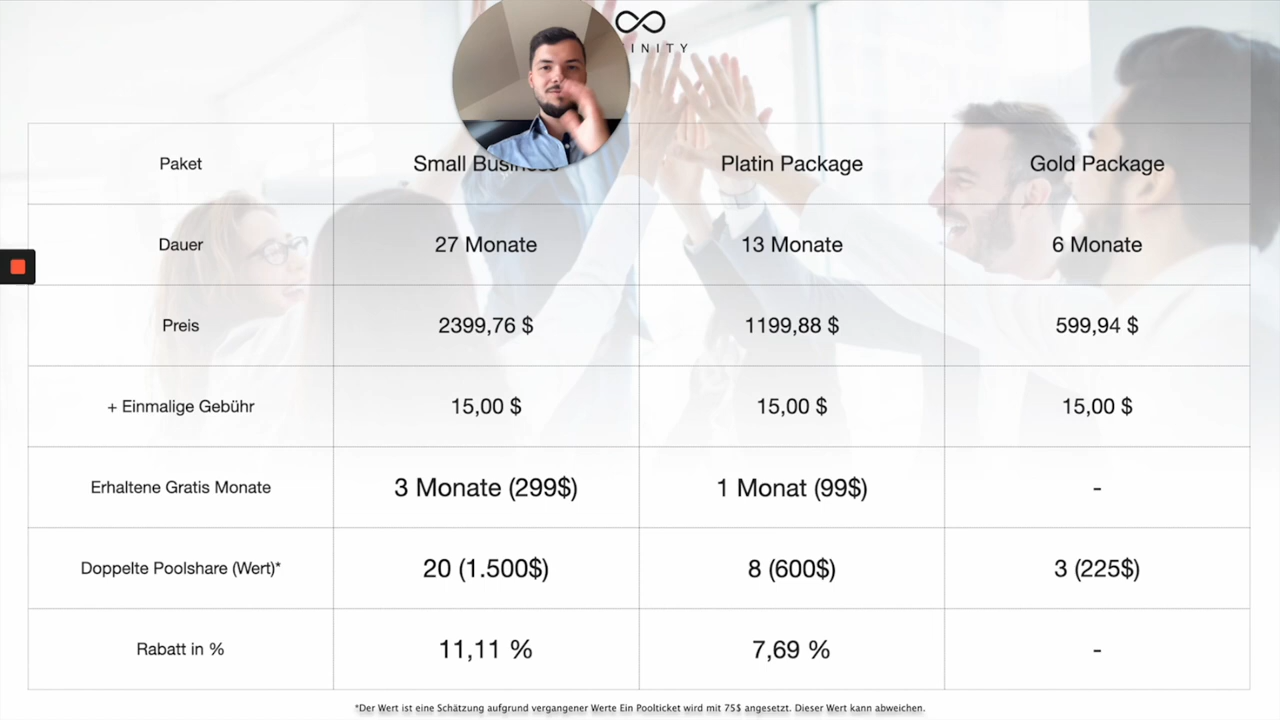 INITY
Paket Small Business Platin Package Gold Package
Dauer 27 Monate 13 Monate 6 Monate
Preis 2399,76 $ 1199,88 $ 599,94 $
+ Einmalige Gebühr 15,00 $ 15,00 $ 15,00 $
Erhaltene Gratis Monate 3 Monate (299$) 1 Monat (99$) -
Doppelte Poolshare (Wert)* 20 (1.500$) 8 (600$) 3 (225$)
Rabatt in % 11,11 % 7,69 % -
*Der Wert ist eine Schätzung aufgrund vergangener Werte Ein Poolticket wird mit 75$ angesetzt. Dieser Wert kann abweichen.